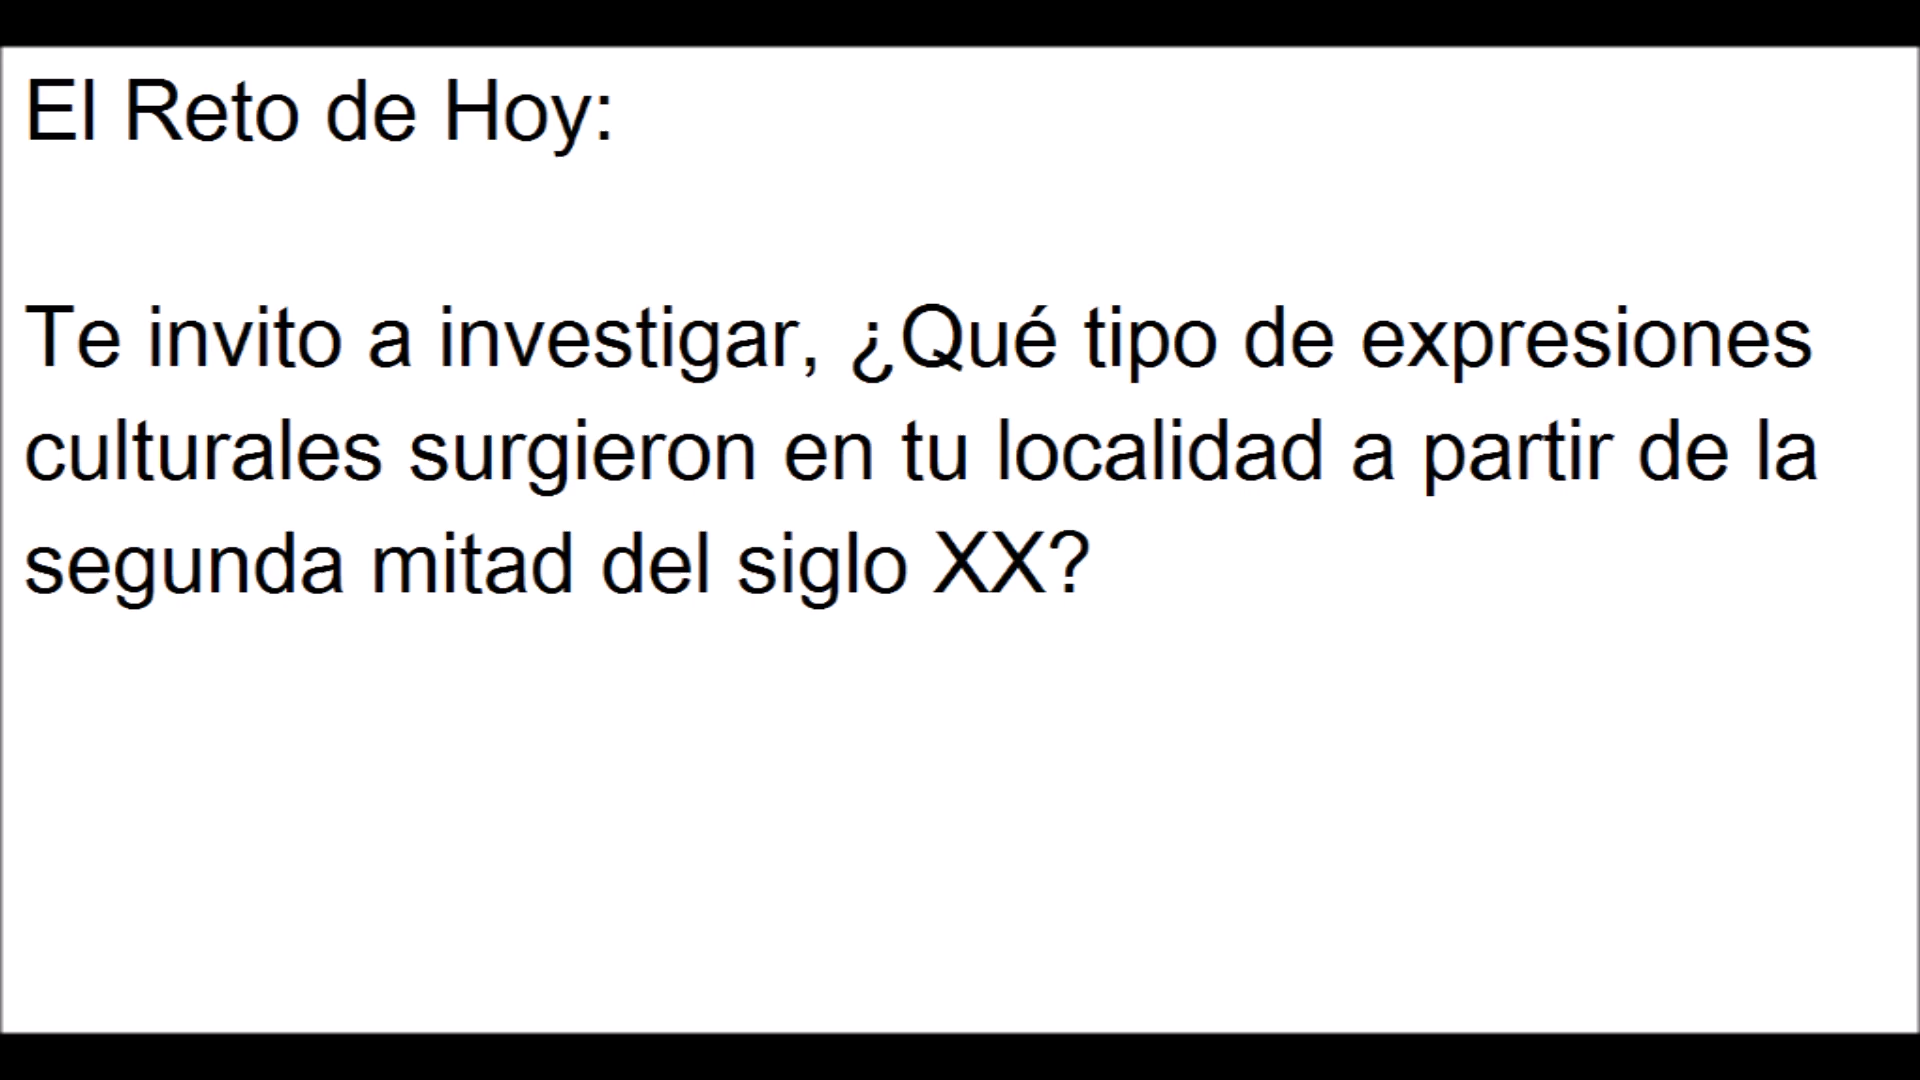 El Reto de Hoy:
Te invito a investigar, ¿Qué tipo de expresiones
culturales surgieron en tu localidad a partir de la
segunda mitad del siglo XX?